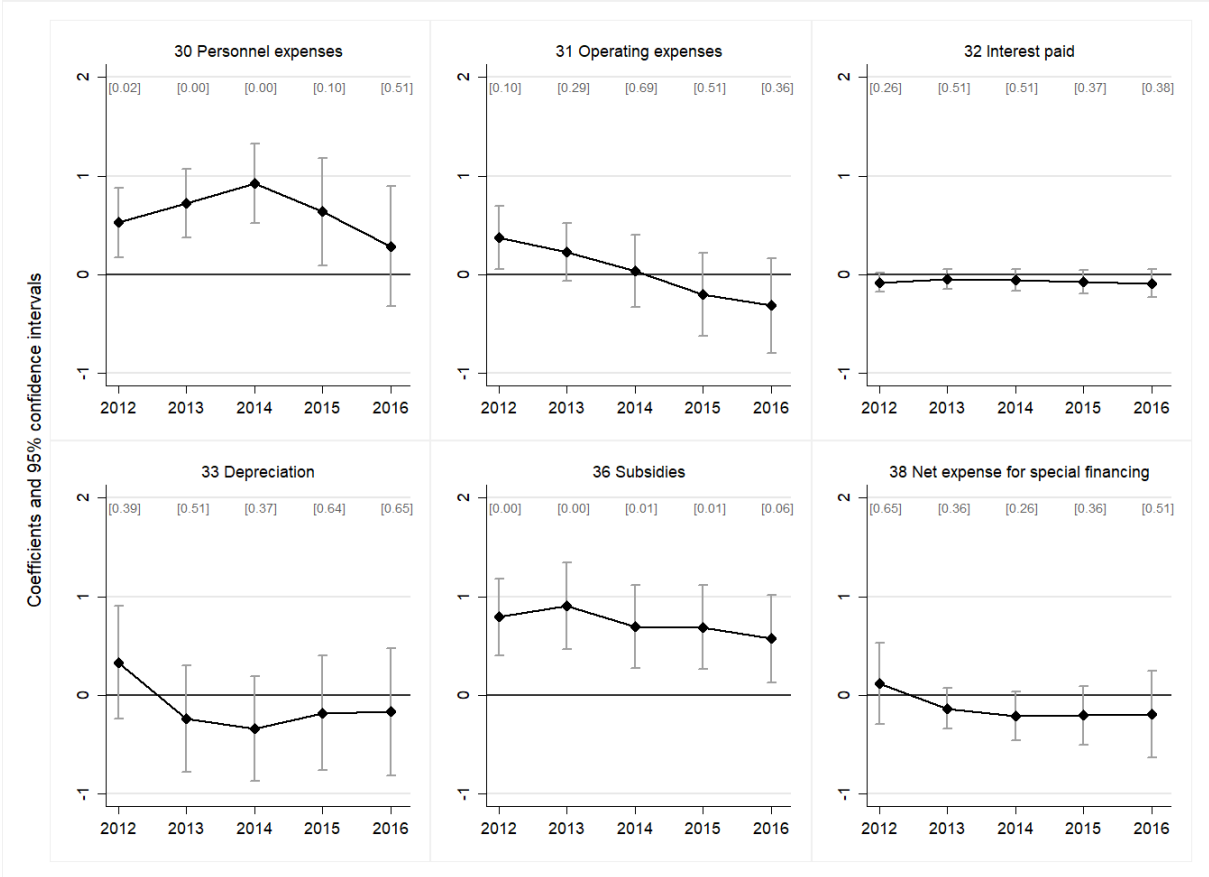 Coefficients and 95% confidence intervals
30 Personnel expenses
2
[0.02] [0.00] [0.00] [0.10] [0.51]
1
0
-1
2012 2013 2014 2015 2016
31 Operating expenses
2
[0.10] [0.29] [0.69] [0.51] [0.36]
1
0
-1
2012 2013 2014 2015 2016
32 Interest paid
2
[0.26] [0.51] [0.51] [0.37] [0.38]
1
0
-1
2012 2013 2014 2015 2016
33 Depreciation
2
[0.39] [0.51] [0.37] [0.64] [0.65]
1
0
-1
2012 2013 2014 2015 2016
36 Subsidies
2
[0.00] [0.00] [0.01] [0.01] [0.06]
1
0
-1
2012 2013 2014 2015 2016
38 Net expense for special financing
2
[0.65] [0.36] [0.26] [0.36] [0.51]
1
0
-1
2012 2013 2014 2015 2016